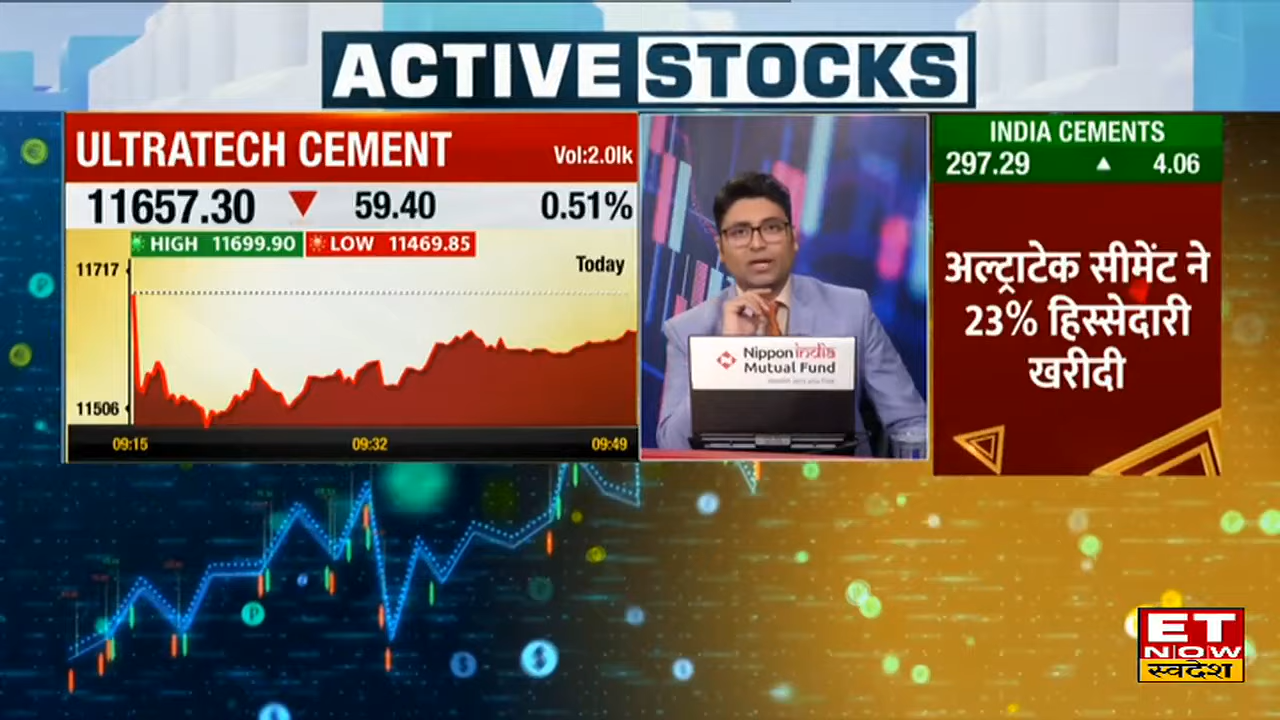 ACTIVE STOCKS
ULTRATECH CEMENT Vol:2.0lk
11657.30 59.40 0.51%
HIGH 11699.90 LOW 11469.85
Today
11717
11506
09:15 09:32 09:49
Nippon india
Mutual Fund
INDIA CEMENTS
297.29 4.06
अल्ट्राटेक सीमेंट ने
23% हिस्सेदारी
खरीदी
ET
NOW
स्वदेश